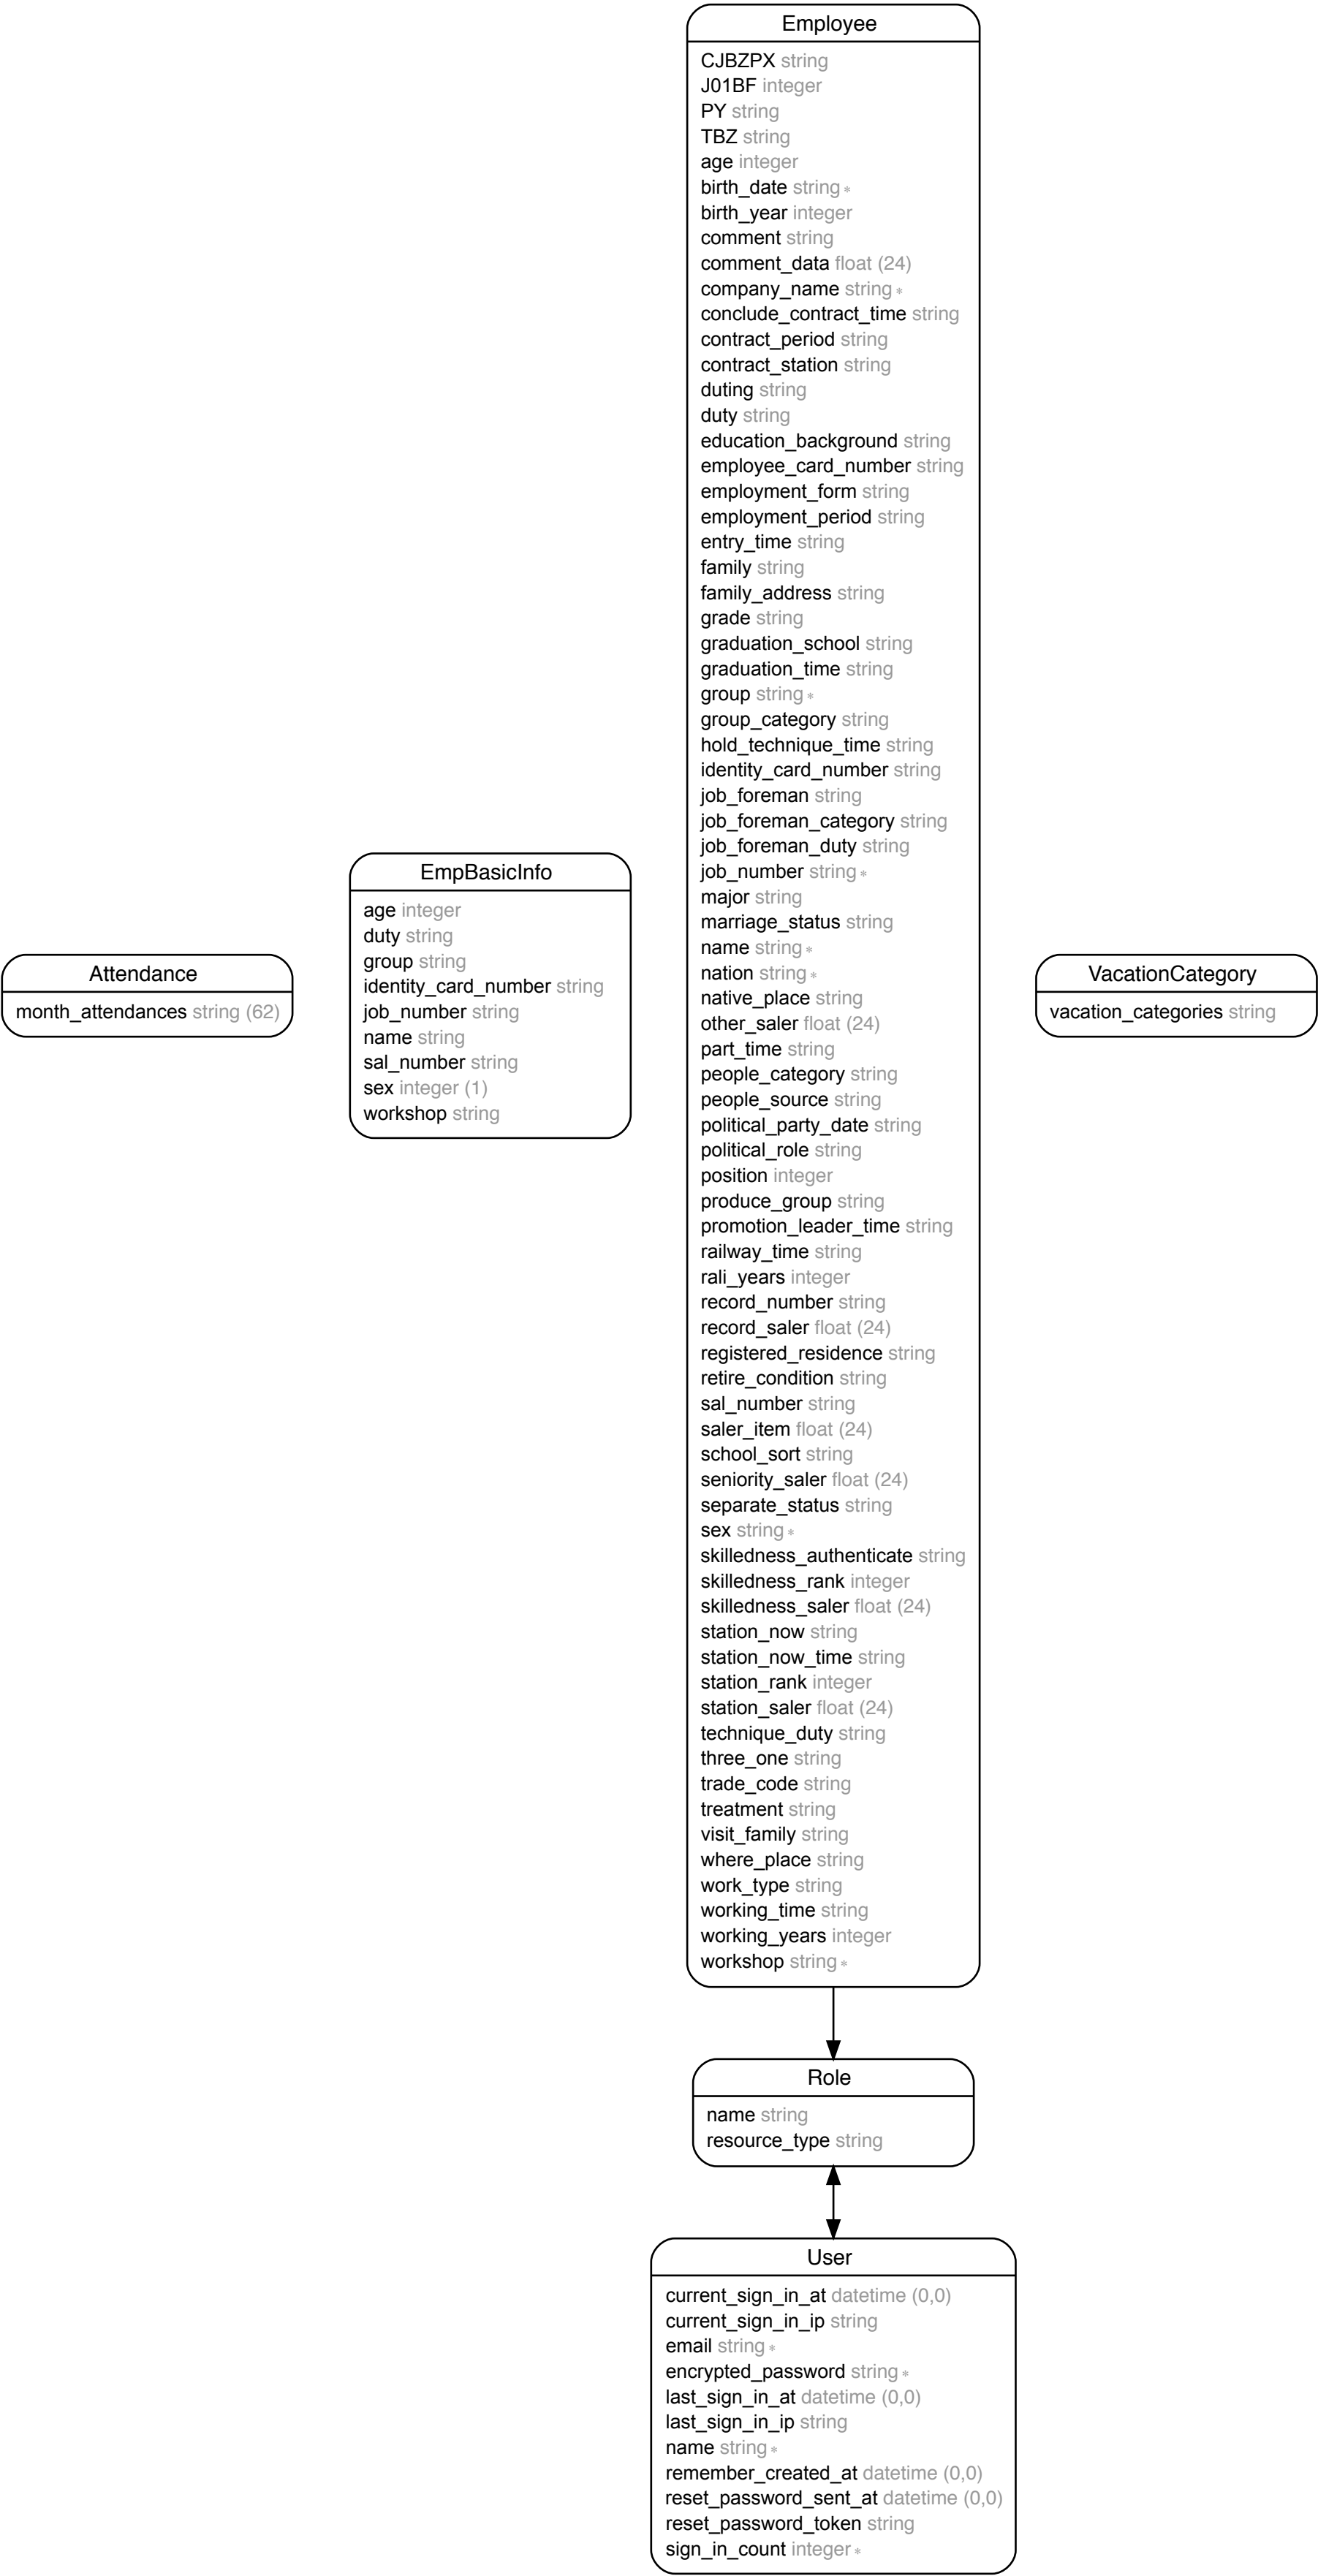 Employee
CJBZPX string
J01BF integer
PY string
TBZ string
age integer
birth_date string *
birth_year integer
comment string
comment_data float (24)
company_name string *
conclude_contract_time string
contract_period string
contract_station string
duting string
duty string
education_background string
employee_card_number string
employment_form string
employment_period string
entry_time string
family string
family_address string
grade string
graduation_school string
graduation_time string
group string *
group_category string
hold_technique_time string
identity_card_number string
job_foreman string
job_foreman_category string
job_foreman_duty string
job_number string *
major string
marriage_status string
name string *
nation string *
native_place string
other_saler float (24)
part_time string
people_category string
people_source string
political_party_date string
political_role string
position integer
produce_group string
promotion_leader_time string
railway_time string
rali_years integer
record_number string
record_saler float (24)
registered_residence string
retire_condition string
sal_number string
saler_item float (24)
school_sort string
seniority_saler float (24)
separate_status string
sex string *
skilledness_authenticate string
skilledness_rank integer
skilledness_saler float (24)
station_now string
station_now_time string
station_rank integer
station_saler float (24)
technique_duty string
three_one string
trade_code string
treatment string
visit_family string
where_place string
work_type string
working_time string
working_years integer
workshop string *
EmpBasicInfo
age integer
duty string
group string
identity_card_number string
job_number string
name string
sal_number string
sex integer (1)
workshop string
Attendance
month_attendances string (62)
VacationCategory
vacation_categories string
Role
name string
resource_type string
User
current_sign_in_at datetime (0,0)
current_sign_in_ip string
email string *
encrypted_password string *
last_sign_in_at datetime (0,0)
last_sign_in_ip string
name string *
remember_created_at datetime (0,0)
reset_password_sent_at datetime (0,0)
reset_password_token string
sign_in_count integer *